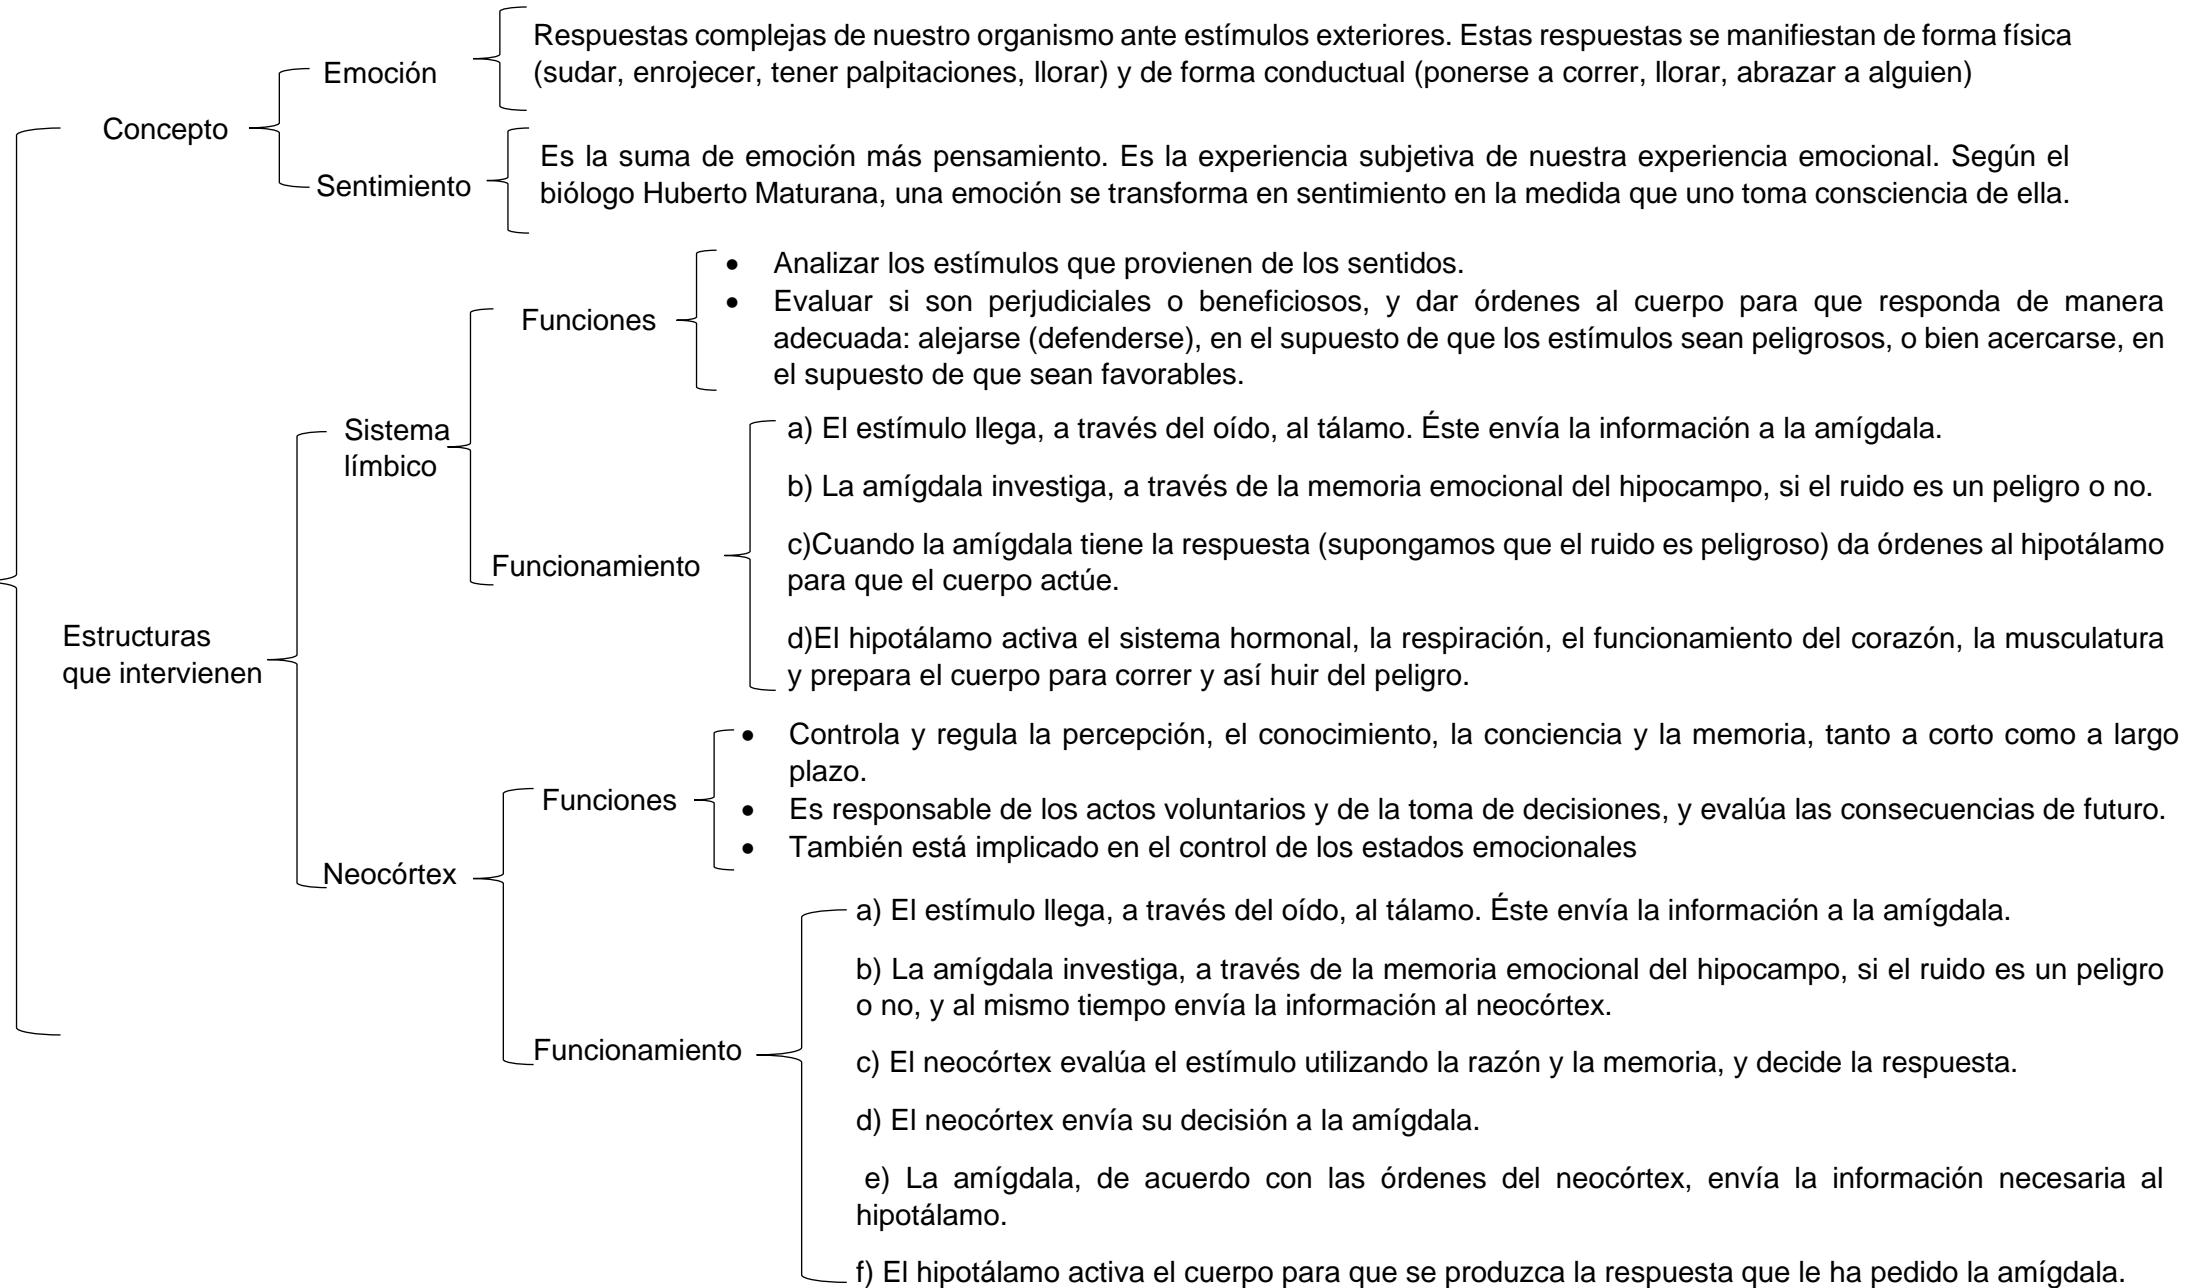 Respuestas complejas de nuestro organismo ante estímulos exteriores. Estas respuestas se manifiestan de forma física
Emoción
(sudar, enrojecer, tener palpitaciones, llorar) y de forma conductual (ponerse a correr, llorar, abrazar a alguien)
Concepto
Es la suma de emoción más pensamiento. Es la experiencia subjetiva de nuestra experiencia emocional. Según el
Sentimiento
biólogo Huberto Maturana, una emoción se transforma en sentimiento en la medida que uno toma consciencia de ella.
• Analizar los estímulos que provienen de los sentidos.
• Evaluar si son perjudiciales o beneficiosos, y dar órdenes al cuerpo para que responda de manera
Funciones
adecuada: alejarse (defenderse), en el supuesto de que los estímulos sean peligrosos, o bien acercarse, en
el supuesto de que sean favorables.
Sistema
límbico
a) El estímulo llega, a través del oído, al tálamo. Éste envía la información a la amígdala.
b) La amígdala investiga, a través de la memoria emocional del hipocampo, si el ruido es un peligro o no.
c)Cuando la amígdala tiene la respuesta (supongamos que el ruido es peligroso) da órdenes al hipotálamo
Funcionamiento
para que el cuerpo actúe.
Estructuras
que intervienen
d)El hipotálamo activa el sistema hormonal, la respiración, el funcionamiento del corazón, la musculatura
y prepara el cuerpo para correr y así huir del peligro.
• Controla y regula la percepción, el conocimiento, la conciencia y la memoria, tanto a corto como a largo
plazo.
Funciones
• Es responsable de los actos voluntarios y de la toma de decisiones, y evalúa las consecuencias de futuro.
• También está implicado en el control de los estados emocionales
Neocórtex
a) El estímulo llega, a través del oído, al tálamo. Éste envía la información a la amígdala.
b) La amígdala investiga, a través de la memoria emocional del hipocampo, si el ruido es un peligro
o no, y al mismo tiempo envía la información al neocórtex.
Funcionamiento
c) El neocórtex evalúa el estímulo utilizando la razón y la memoria, y decide la respuesta.
d) El neocórtex envía su decisión a la amígdala.
e) La amígdala, de acuerdo con las órdenes del neocórtex, envía la información necesaria al
hipotálamo.
f) El hipotálamo activa el cuerpo para que se produzca la respuesta que le ha pedido la amígdala.